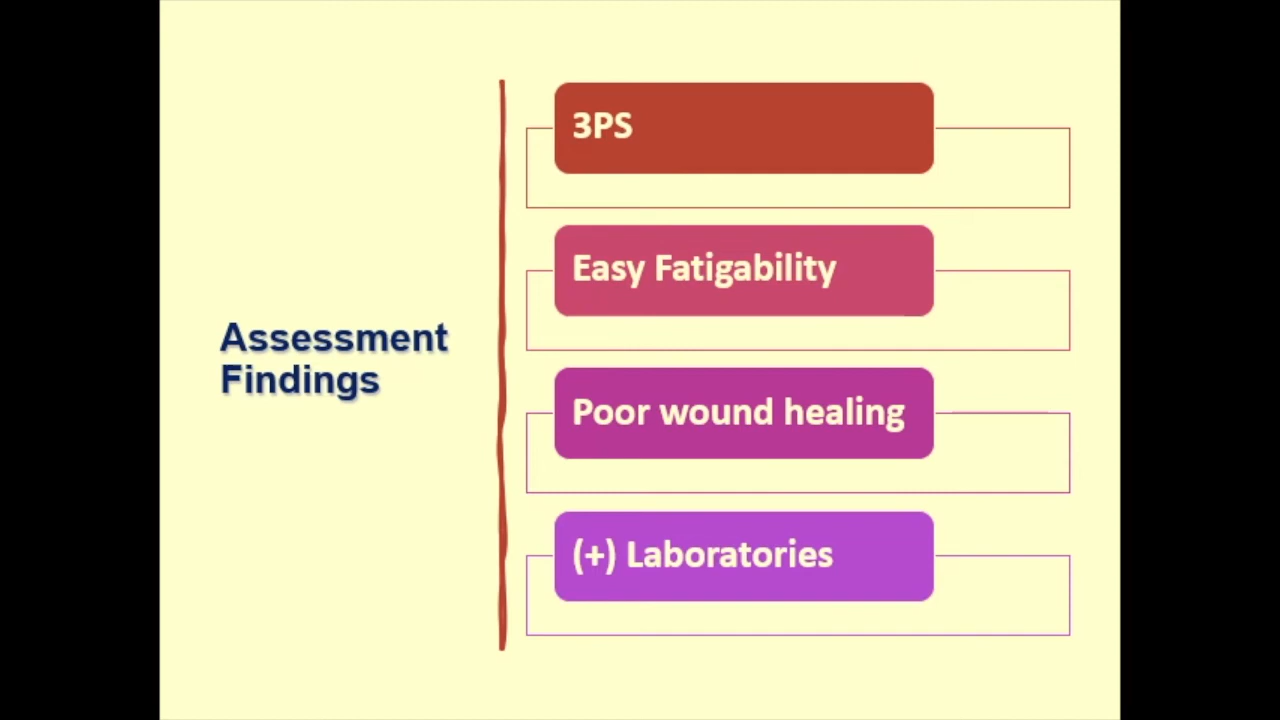 Assessment
Findings
3PS
Easy Fatigability
Poor wound healing
(+) Laboratories